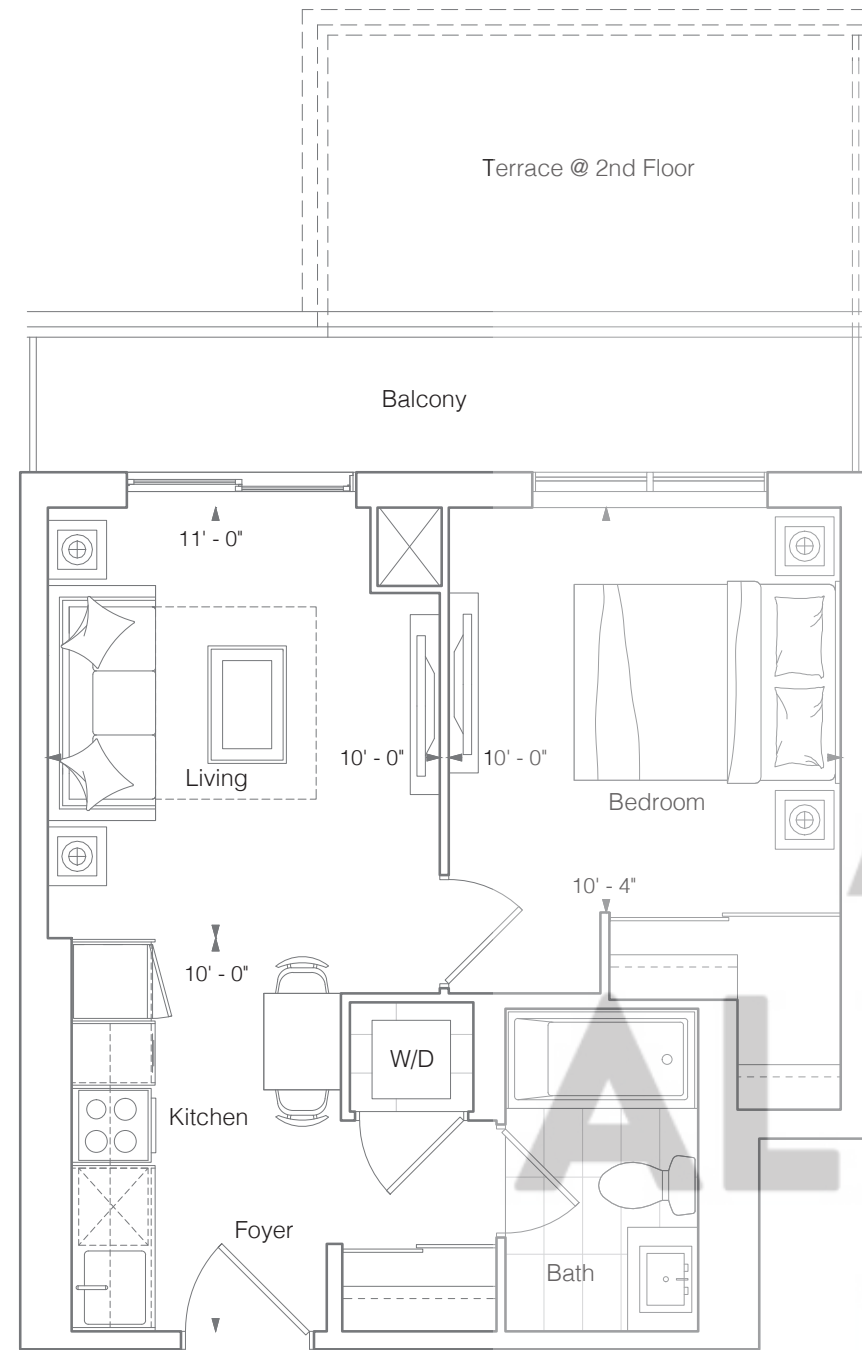 Terrace @ 2nd Floor
Balcony
11' - 0"
10' - 0" 10' - 0"
Living
Bedroom
10' - 4"
10' - 0"
W/D
Kitchen
Foyer
Bath
AL